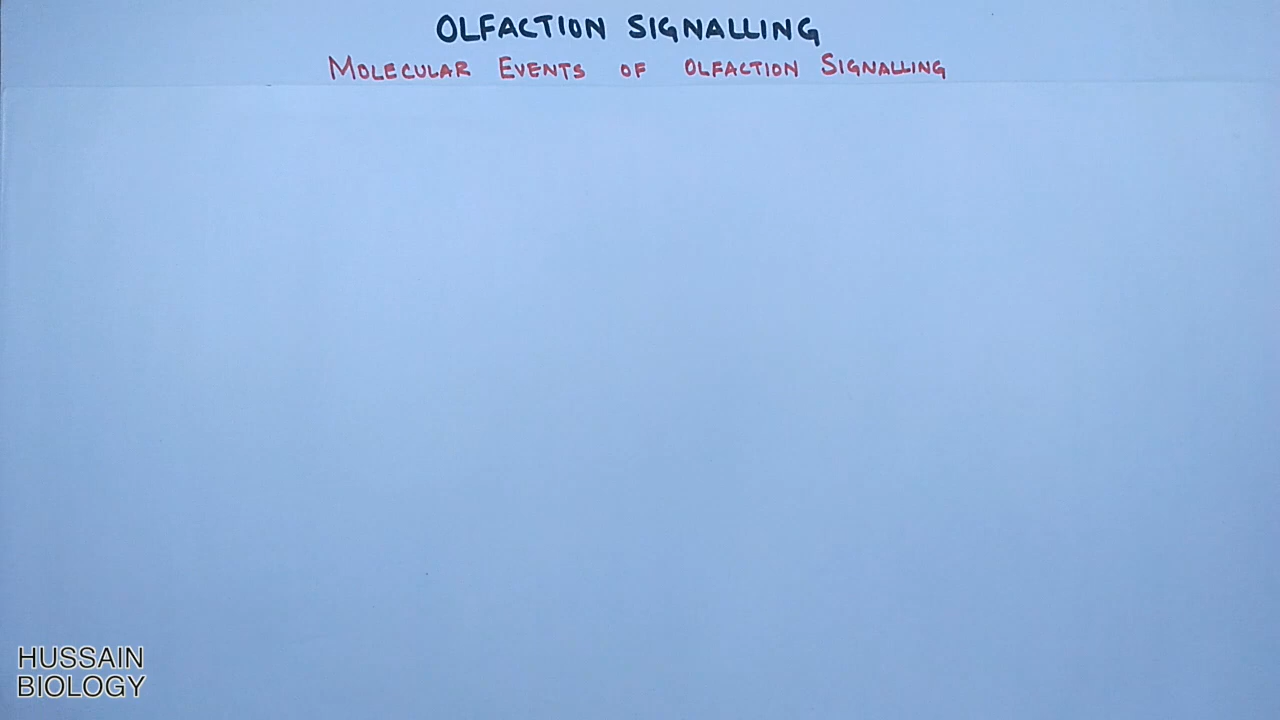 OLFACTION SIGNALLING
MOLECULAR EVENTS OF OLFACTION SIGNALLING
HUSSAIN
BIOLOGY